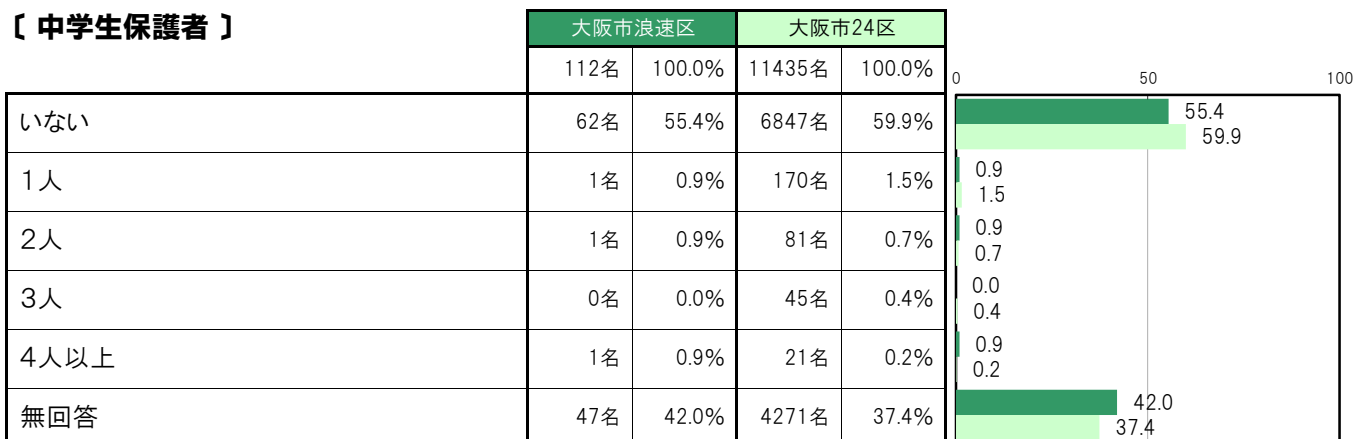 〔 中学生保護者 〕
大阪市浪速区 大阪市24区
112名 100.0% 11435名 100.0%
0 50 100
いない 62名 55.4% 6847名 59.9%
55.4
59.9
1人 1名 0.9% 170名 1.5%
0.9
1.5
2人 1名 0.9% 81名 0.7%
0.9
0.7
3人 0名 0.0% 45名 0.4%
0.0
0.4
4人以上 1名 0.9% 21名 0.2%
0.9
0.2
無回答 47名 42.0% 4271名 37.4%
42.0
37.4